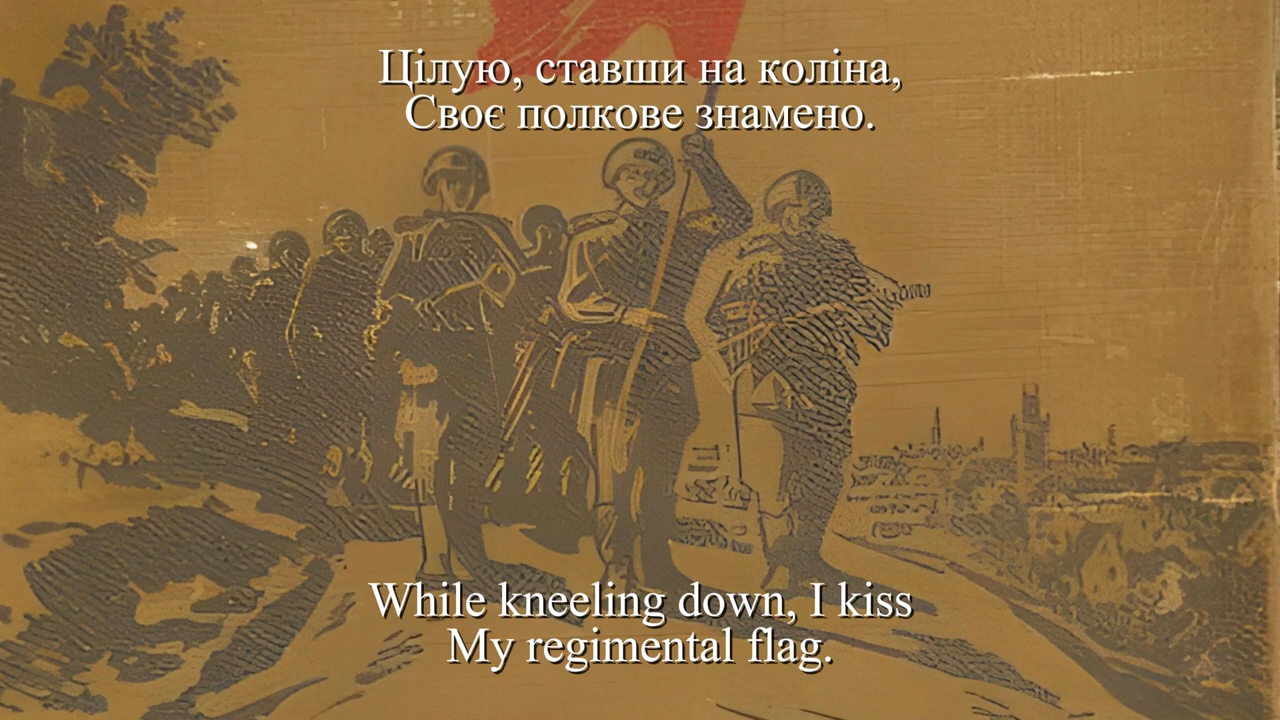 Цілую, ставши на коліна,
Своє полкове знамено.
While kneeling down, I kiss
My regimental flag.